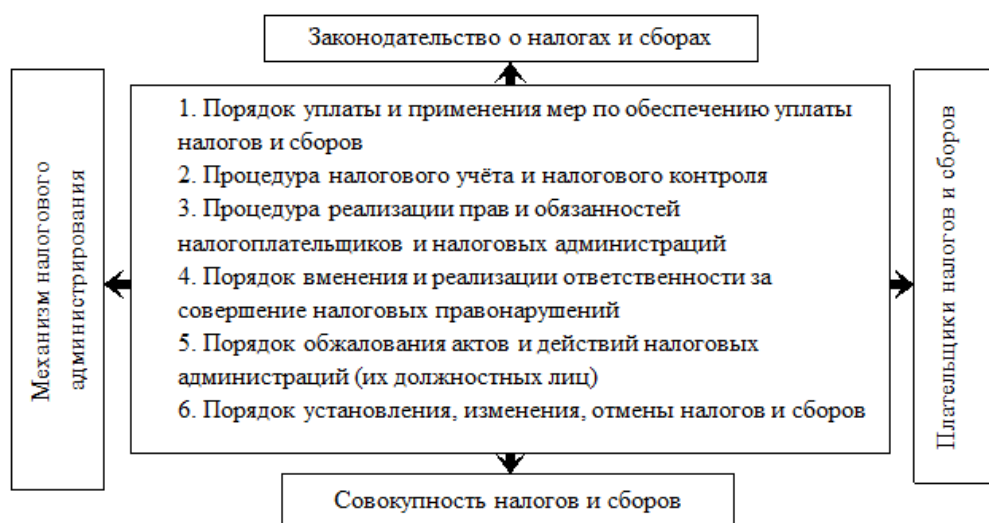 Законодательство о налогах и сборах
Механизм налогового
администрирования
1. Порядок уплаты и применения мер по обеспечению уплаты
налогов и сборов
2. Процедура налогового учёта и налогового контроля
3. Процедура реализации прав и обязанностей
налогоплательщиков и налоговых администраций
4. Порядок вменения и реализации ответственности за
совершение налоговых правонарушений
5. Порядок обжалования актов и действий налоговых
администраций (их должностных лиц)
6. Порядок установления, изменения, отмены налогов и сборов
Плательщики налогов и сборов
Совокупность налогов и сборов